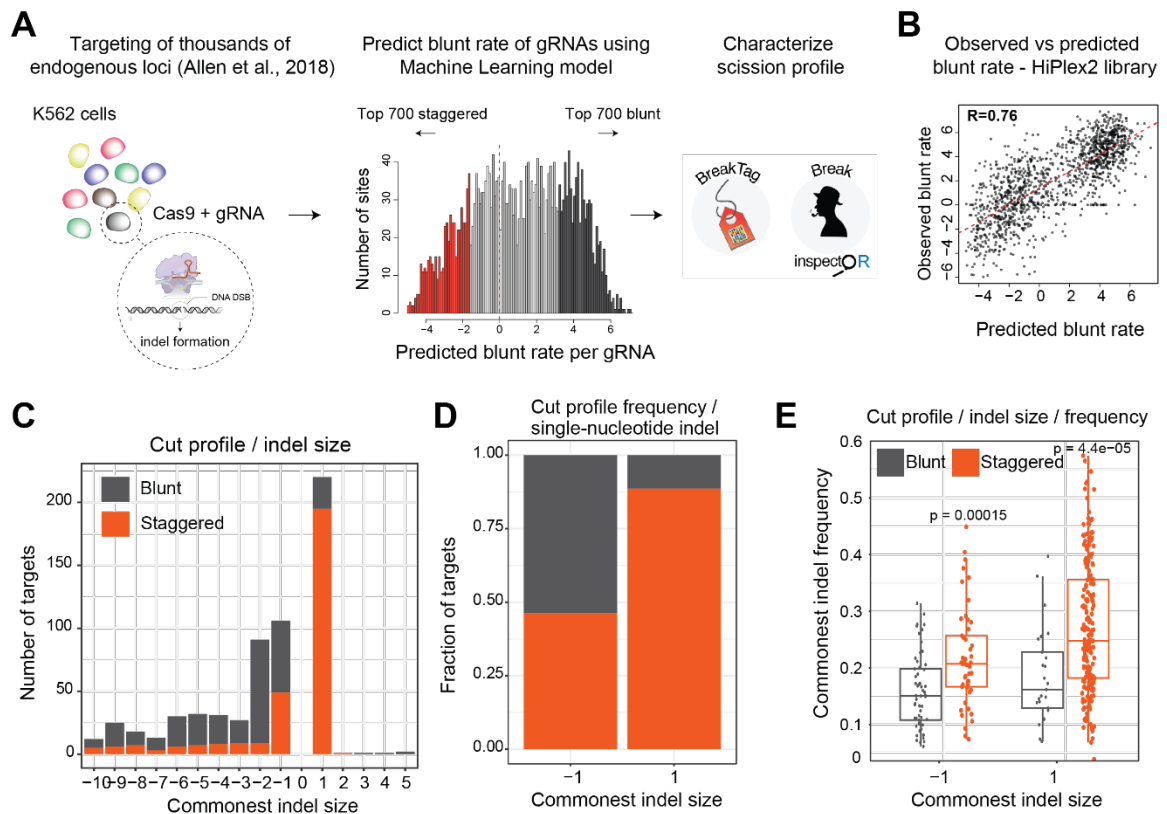 A
Targeting of thousands of
endogenous loci (Allen et al., 2018)
K562 cells
Cas9 + gRNA
DNA DSB
indel formation
Predict blunt rate of gRNAs using
Machine Learning model
Top 700 staggered
Top 700 blunt
Number of sites
40
30
20
10
0
−4 −2 0 2 4 6
Predicted blunt rate per gRNA
Characterize
scission profile
BreakTag
Break
inspectOR
B
Observed vs predicted
blunt rate - HiPlex2 library
R=0.76
Observed blunt rate
6
4
2
0
−2
−4
−6
−4 −2 0 2 4 6
Predicted blunt rate
C
Cut profile / indel size
Blunt
Staggered
Number of targets
200
150
100
50
0
−10 −9 −8 −7 −6 −5 −4 −3 −2 −1 0 1 2 3 4 5
Commonest indel size
D
Cut profile frequency /
single-nucleotide indel
Fraction of targets
1.00
0.75
0.50
0.25
0.00
−1 1
Commonest indel size
E
Cut profile / indel size / frequency
Blunt
Staggered
p = 4.4e−05
p = 0.00015
Commonest indel frequency
0.6
0.5
0.4
0.3
0.2
0.1
0
−1 1
Commonest indel size